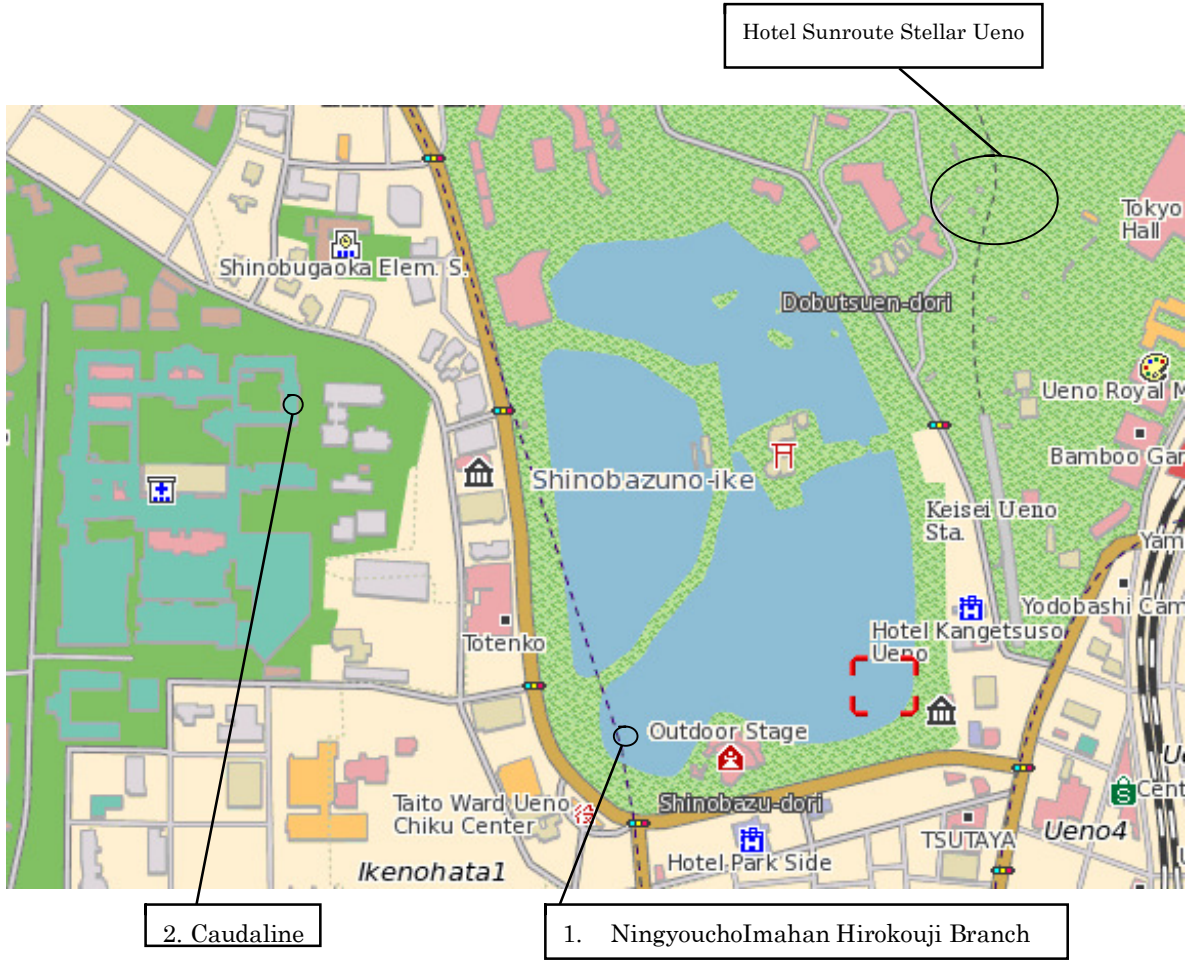 Hotel Sunroute Stellar Ueno
Tokyo
Hall
Shinobugaoka Elem. S.
Dobutsuen-dori
Ueno Royal M
Bamboo Gar
Shinobazuno-ike
Keisei Ueno
Sta.
Yam
Yodobashi Cam
Hotel Kangetsuso
Ueno
Totenko
Outdoor Stage
Taito Ward Ueno
Chiku Center
Shinobazu-dori
Cent
TSUTAYA
Ueno4
Hotel Park Side
Ikenohata1
2. Caudaline
1. NingyouchoImahan Hirokouji Branch